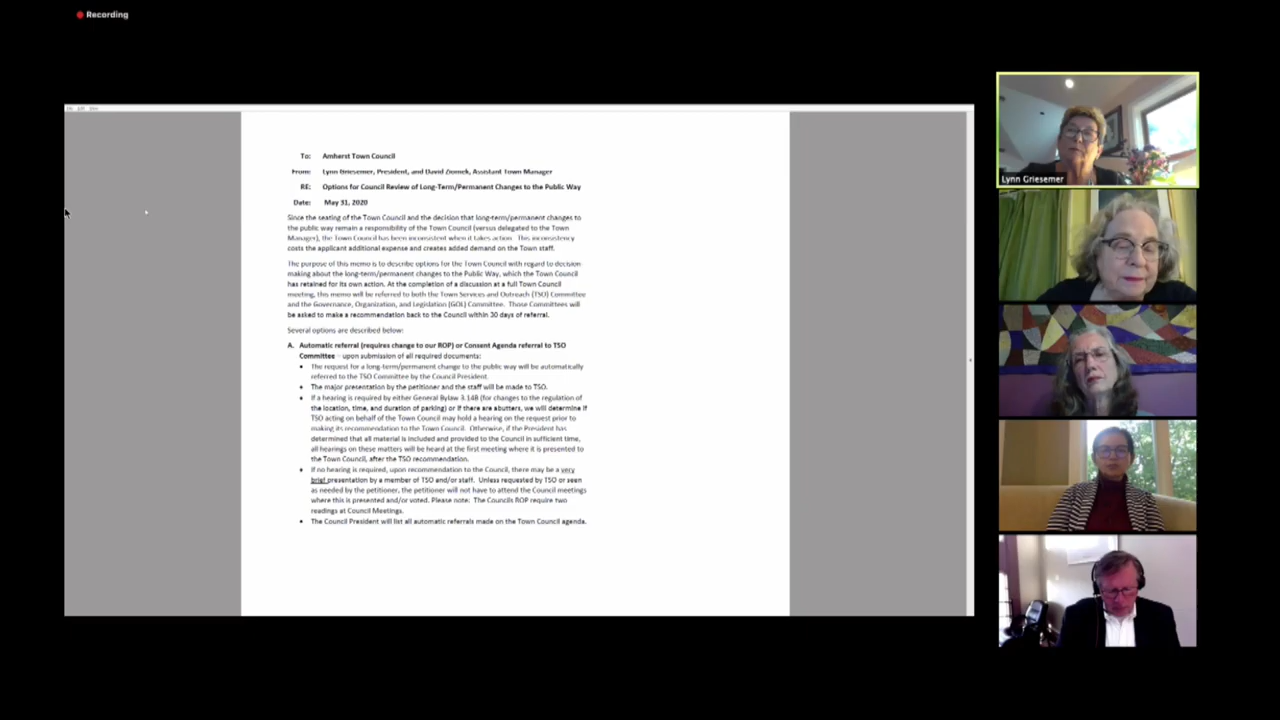 Recording
To: Amherst Town Council
From: Lynn Griesemer, President, and David Ziomek, Assistant Town Manager
RE: Options for Council Review of Long-Term/Permanent Changes to the Public Way
Date: May 31, 2020
Since the seating of the Town Council and the decision that long-term/permanent changes to
the public way remain a responsibility of the Town Council (versus delegated to the Town
Manager), the Town Council has been inconsistent when it takes action. This inconsistency
costs the applicant additional expense and creates added demand on the Town staff.
The purpose of this memo is to describe options for the Town Council with regard to decision
making about the long-term/permanent changes to the Public Way, which the Town Council
has retained for its own action. At the completion of a discussion at a full Town Council
meeting, this memo will be referred to both the Town Services and Outreach (TSO) Committee
and the Governance, Organization, and Legislation (GOL) Committee. Those Committees will
be asked to make a recommendation back to the Council within 30 days of referral.
Several options are described below:
A. Automatic referral (requires change to our ROP) or Consent Agenda referral to TSO
Committee – upon submission of all required documents:
• The request for a long-term/permanent change to the public way will be automatically
referred to the TSO Committee by the Council President.
• The major presentation by the petitioner and the staff will be made to TSO.
• If a hearing is required by either General Bylaw 3.14B (for changes to the regulation of
the location, time, and duration of parking) or if there are abutters, we will determine if
TSO acting on behalf of the Town Council may hold a hearing on the request prior to
making its recommendation to the Town Council. Otherwise, if the President has
determined that all material is included and provided to the Council in sufficient time,
all hearings on these matters will be heard at the first meeting where it is presented to
the Town Council, after the TSO recommendation.
• If no hearing is required, upon recommendation to the Council, there may be a very
brief presentation by a member of TSO and/or staff. Unless requested by TSO or seen
as needed by the petitioner, the petitioner will not have to attend the Council meetings
where this is presented and/or voted. Please note: The Councils ROP require two
readings at Council Meetings.
• The Council President will list all automatic referrals made on the Town Council agenda.
Lynn Griesemer